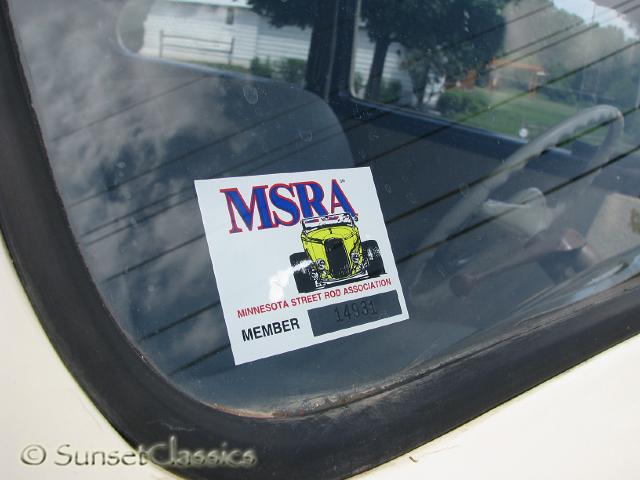 MSRA
MINNESOTA STREET ROD ASSOCIATION
MEMBER 14931
© SunsetClassics